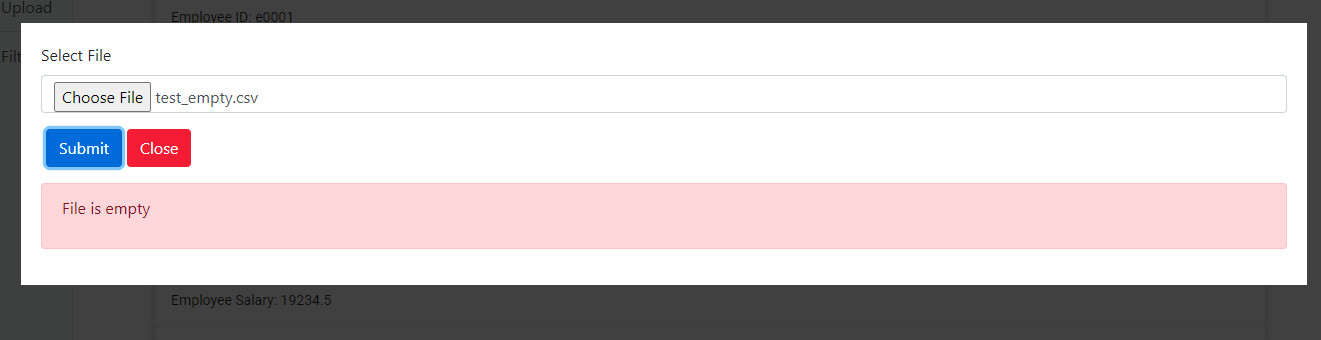 Upload
Employee ID: e0001
Filt
Select File
Choose File test_empty.csv
Submit Close
File is empty
Employee Salary: 19234.5